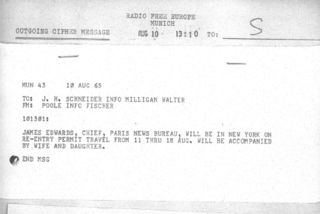 RADIO FREE EUROPE
MUNICH
OUTGOING CIPHER MESSAGE AUG 10 · 13:10 TO: S
MUN 43 10 AUG 65
TO: J. H. SCHNEIDER INFO MILLIGAN WALTER
FM: POOLE INFO FISCHER
101301:
JAMES EDWARDS, CHIEF, PARIS NEWS BUREAU, WILL BE IN NEW YORK ON
RE-ENTRY PERMIT TRAVEL FROM 11 THRU 18 AUG. WILL BE ACCOMPANIED
BY WIFE AND DAUGHTER.
END MSG